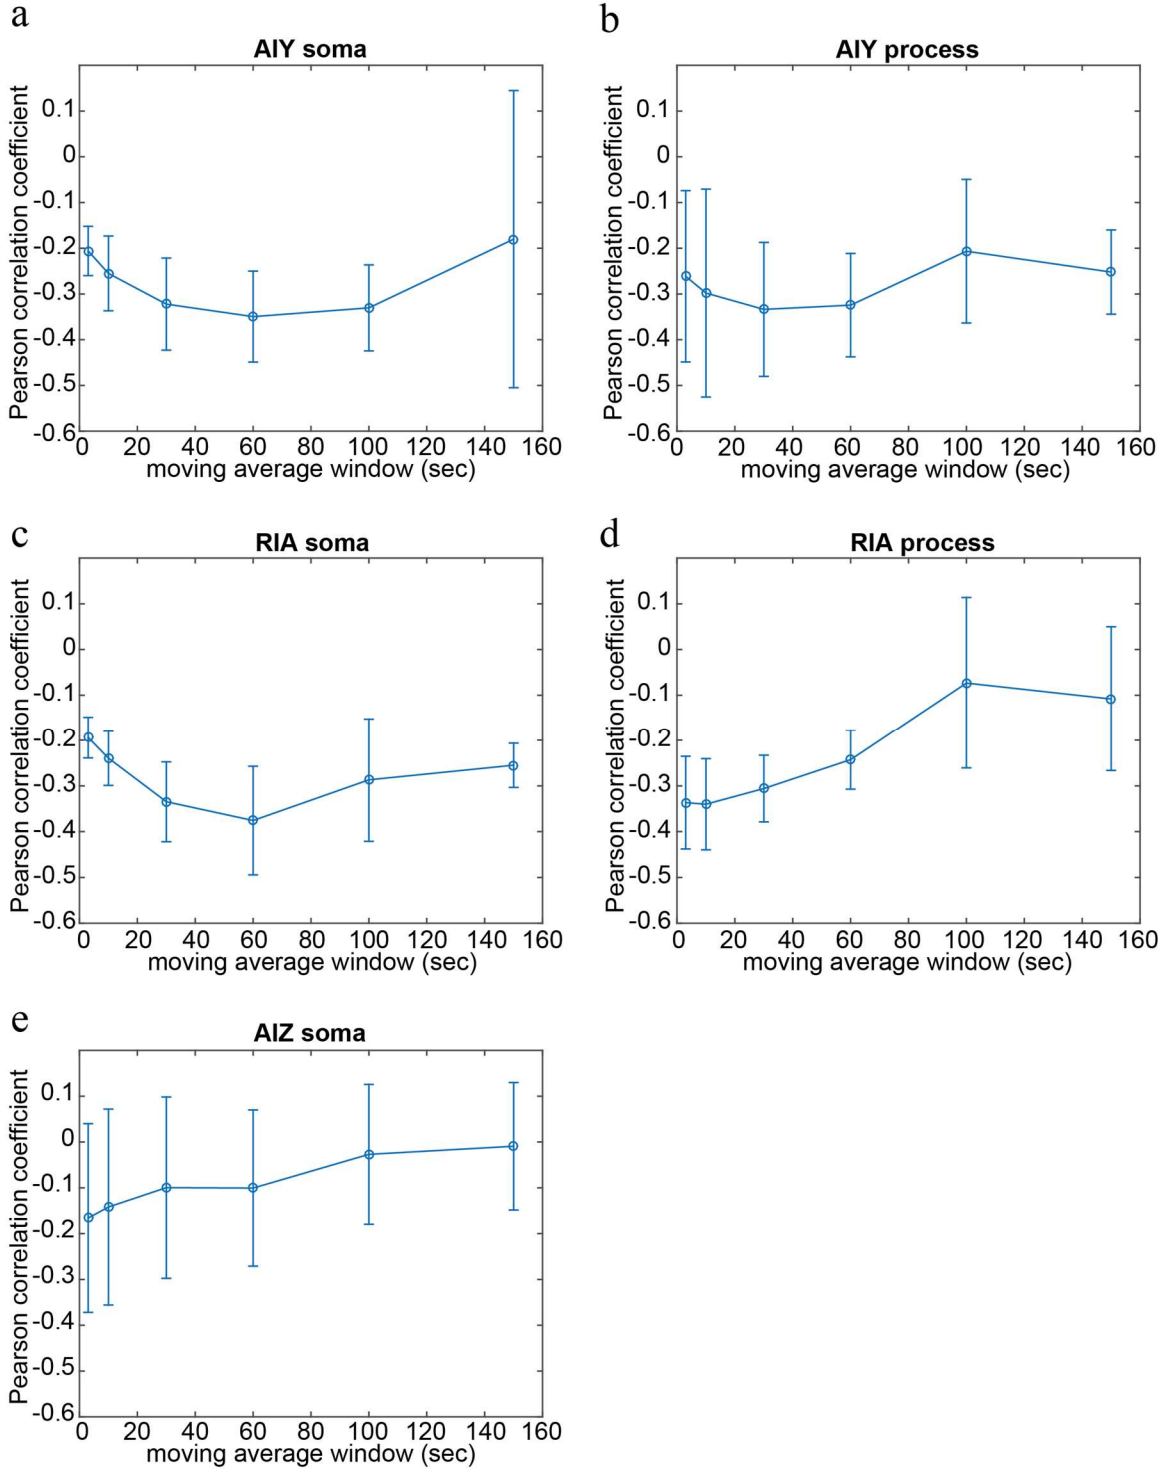 a
AIY soma
Pearson correlation coefficient
0.1
0
-0.1
-0.2
-0.3
-0.4
-0.5
-0.6
0 20 40 60 80 100 120 140 160
moving average window (sec)
b
AIY process
Pearson correlation coefficient
0.1
0
-0.1
-0.2
-0.3
-0.4
-0.5
-0.6
0 20 40 60 80 100 120 140 160
moving average window (sec)
c
RIA soma
Pearson correlation coefficient
0.1
0
-0.1
-0.2
-0.3
-0.4
-0.5
-0.6
0 20 40 60 80 100 120 140 160
moving average window (sec)
d
RIA process
Pearson correlation coefficient
0.1
0
-0.1
-0.2
-0.3
-0.4
-0.5
-0.6
0 20 40 60 80 100 120 140 160
moving average window (sec)
e
AIZ soma
Pearson correlation coefficient
0.1
0
-0.1
-0.2
-0.3
-0.4
-0.5
-0.6
0 20 40 60 80 100 120 140 160
moving average window (sec)